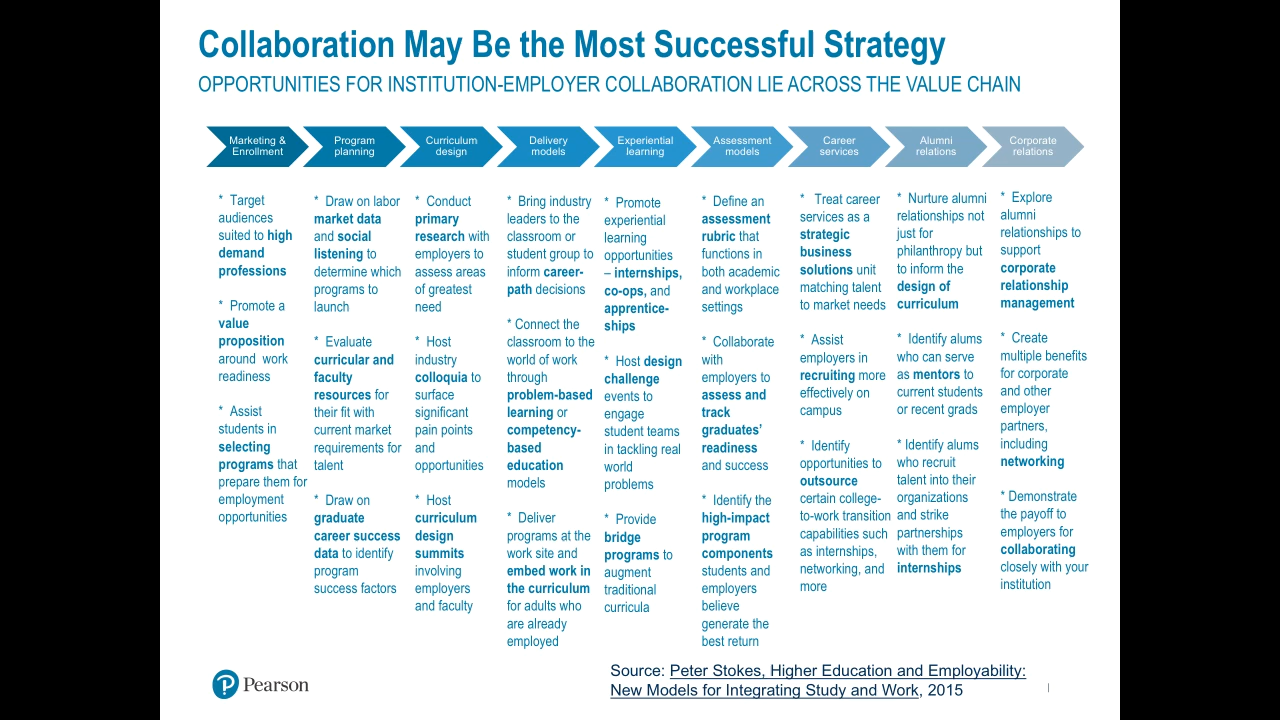 Collaboration May Be the Most Successful Strategy
OPPORTUNITIES FOR INSTITUTION-EMPLOYER COLLABORATION LIE ACROSS THE VALUE CHAIN
Marketing &
Enrollment
Program
planning
Curriculum
design
Delivery
models
Experiential
learning
Assessment
models
Career
services
Alumni
relations
Corporate
relations
* Target
audiences
suited to high
demand
professions
* Promote a
value
proposition
around work
readiness
* Assist
students in
selecting
programs that
prepare them for
employment
opportunities
* Draw on labor
market data
and social
listening to
determine which
programs to
launch
* Evaluate
curricular and
faculty
resources for
their fit with
current market
requirements for
talent
* Draw on
graduate
career success
data to identify
program
success factors
* Conduct
primary
research with
employers to
assess areas
of greatest
need
* Host
industry
colloquia to
surface
significant
pain points
and
opportunities
* Host
curriculum
design
summits
involving
employers
and faculty
* Bring industry
leaders to the
classroom or
student group to
inform career-
path decisions
* Connect the
classroom to the
world of work
through
problem-based
learning or
competency-
based
education
models
* Deliver
programs at the
work site and
embed work in
the curriculum
for adults who
are already
employed
* Promote
experiential
learning
opportunities
– internships,
co-ops, and
apprentice-
ships
* Host design
challenge
events to
engage
student teams
in tackling real
world
problems
* Provide
bridge
programs to
augment
traditional
curricula
* Define an
assessment
rubric that
functions in
both academic
and workplace
settings
* Collaborate
with
employers to
assess and
track
graduates'
readiness
and success
* Identify the
high-impact
program
components
students and
employers
believe
generate the
best return
* Treat career
services as a
strategic
business
solutions unit
matching talent
to market needs
* Assist
employers in
recruiting more
effectively on
campus
* Identify
opportunities to
outsource
certain college-
to-work transition
capabilities such
as internships,
networking, and
more
* Nurture alumni
relationships not
just for
philanthropy but
to inform the
design of
curriculum
* Identify alums
who can serve
as mentors to
current students
or recent grads
* Identify alums
who recruit
talent into their
organizations
and strike
partnerships
with them for
internships
* Explore
alumni
relationships to
support
corporate
relationship
management
* Create
multiple benefits
for corporate
and other
employer
partners,
including
networking
* Demonstrate
the payoff to
employers for
collaborating
closely with your
institution
Pearson
Source: Peter Stokes, Higher Education and Employability:
New Models for Integrating Study and Work, 2015